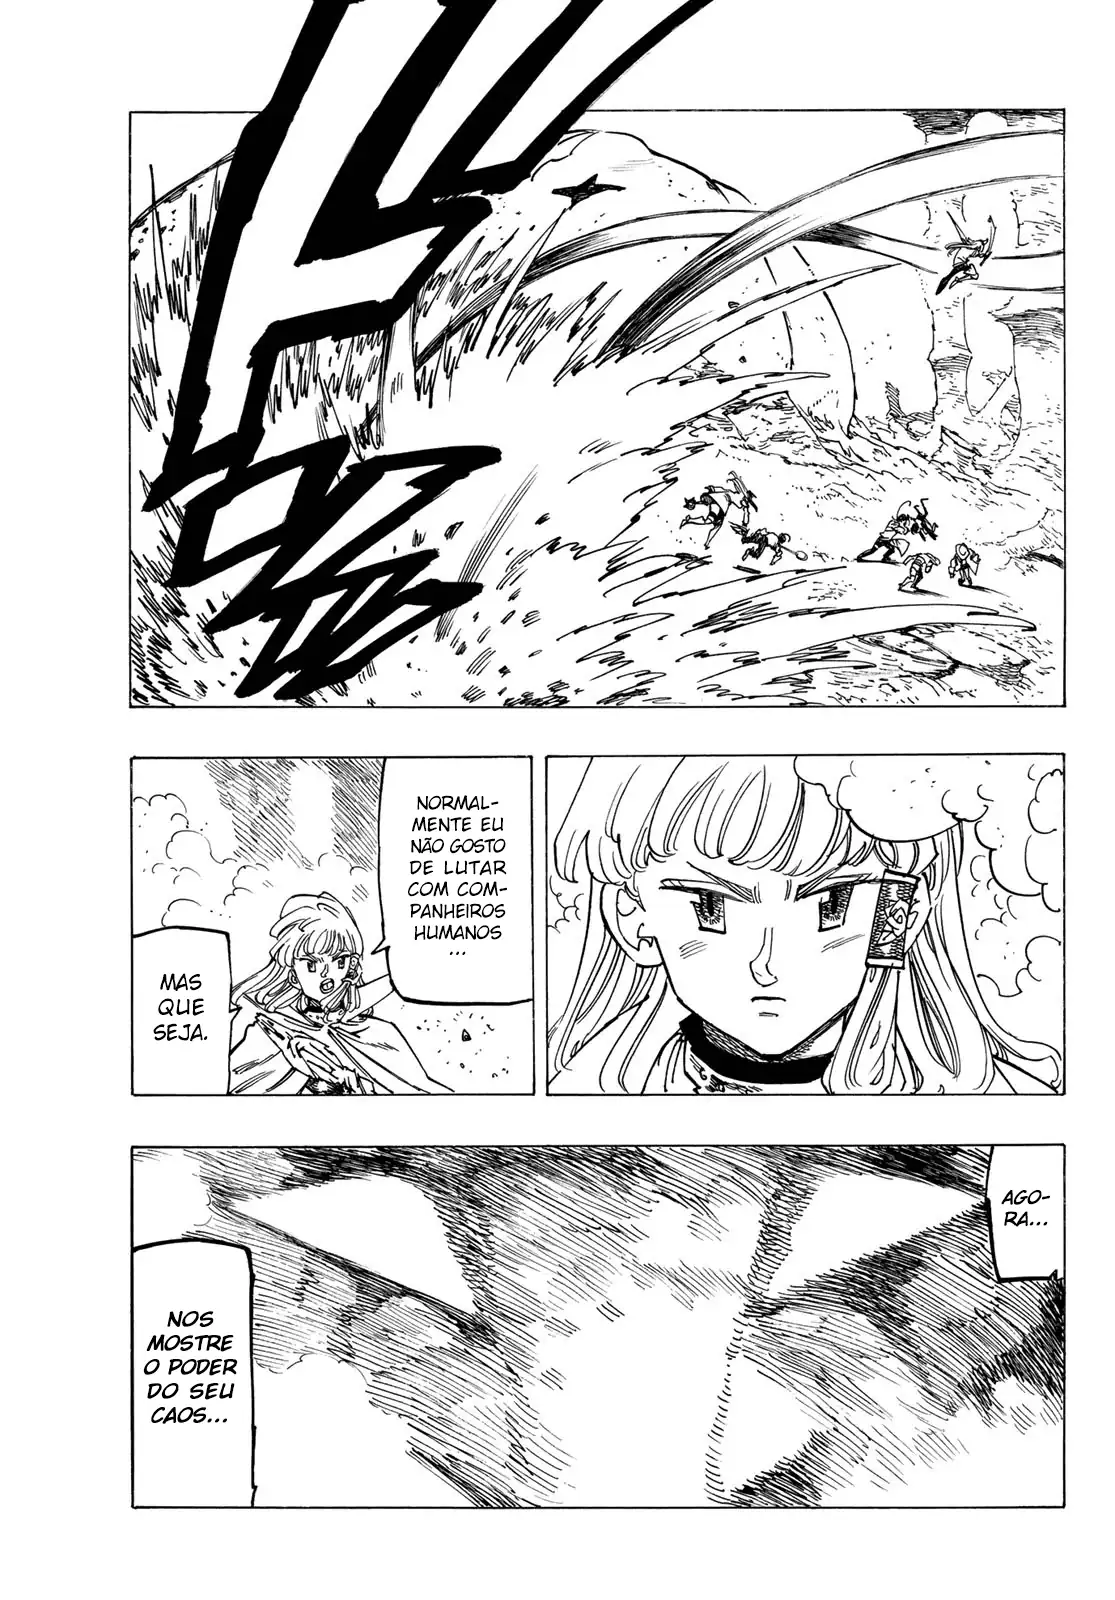 NORMAL-
MENTE EU
NÃO GOSTO
DE LUTAR
COM COM-
PANHEIROS
HUMANOS
...
MAS
QUE
SEJA.
AGO-
RA...
NOS
MOSTRE
O PODER
DO SEU
CAOS...